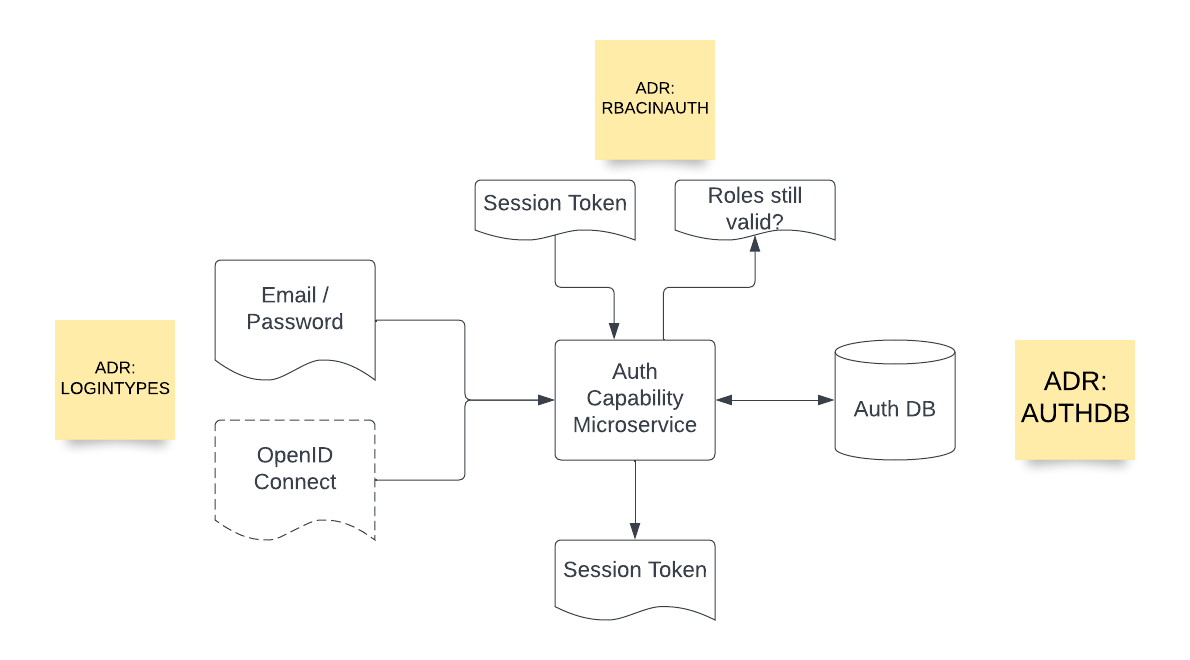 ADR:
RBACINAUTH
Session Token
Roles still
valid?
Email /
Password
ADR:
LOGINTYPES
OpenID
Connect
Auth
Capability
Microservice
Auth DB
ADR:
AUTHDB
Session Token